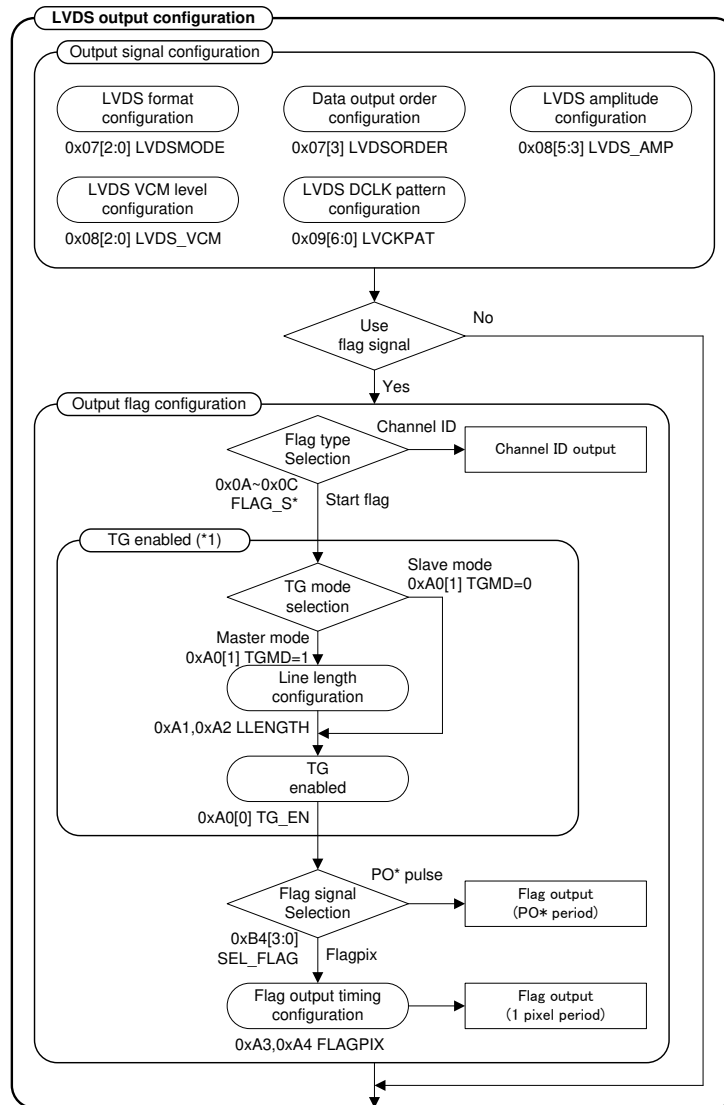 LVDS output configuration
Output signal configuration
LVDS format
configuration
0x07[2:0] LVDSMODE
Data output order
configuration
0x07[3] LVDSORDER
LVDS amplitude
configuration
0x08[5:3] LVDS_AMP
LVDS VCM level
configuration
0x08[2:0] LVDS_VCM
LVDS DCLK pattern
configuration
0x09[6:0] LVCKPAT
Use
flag signal
No
Yes
Output flag configuration
Flag type
Selection
Channel ID
Channel ID output
0x0A~0x0C
FLAG_S*
Start flag
TG enabled (*1)
TG mode
selection
Slave mode
0xA0[1] TGMD=0
Master mode
0xA0[1] TGMD=1
Line length
configuration
0xA1,0xA2 LLENGTH
TG
enabled
0xA0[0] TG_EN
Flag signal
Selection
PO* pulse
Flag output
(PO* period)
0xB4[3:0]
SEL_FLAG
Flagpix
Flag output timing
configuration
Flag output
(1 pixel period)
0xA3,0xA4 FLAGPIX